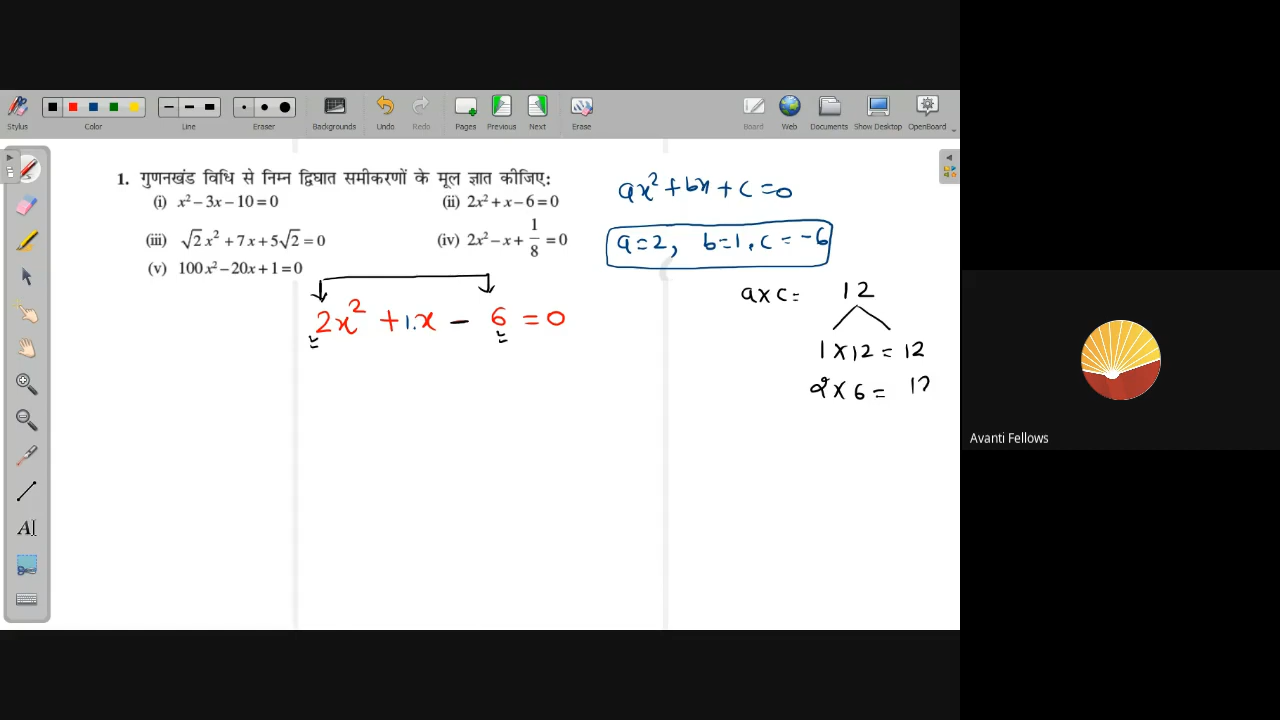 Stylus Color Line Eraser Backgrounds Undo Redo Pages Previous Next Erase Board Web Documents Show Desktop OpenBoard
1. गुणनखंड विधि से निम्न द्विघात समीकरणों के मूल ज्ञात कीजिए:
(i) x² – 3x – 10 = 0 (ii) 2x² + x – 6 = 0
(iii) √2 x² + 7x + 5√2 = 0 (iv) 2x² – x + 1/8 = 0
(v) 100x² – 20x + 1 = 0
ax² + bx + c = 0
a = 2, b = 1, c = -6
2x² + 1.x - 6 = 0
a x c = 12
1 x 12 = 12
2 x 6 = 12
AI
Avanti Fellows